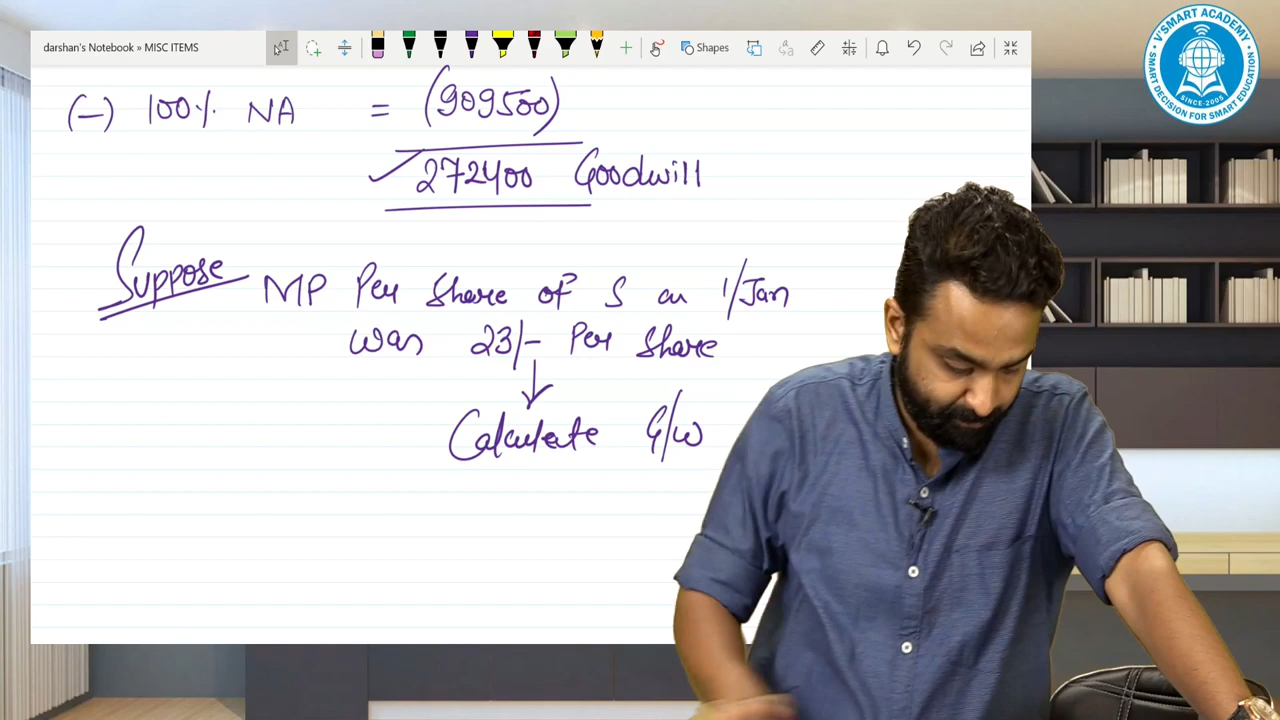 darshan's Notebook » MISC ITEMS
Shapes
V'SMART ACADEMY
SMART DECISION FOR SMART EDUCATION
SINCE-2005
(-) 100% NA = (909500)
✓ 272400 Goodwill
Suppose MP Per Share of S on 1/Jan
was 23/- Per Share
↓
Calculate G/W